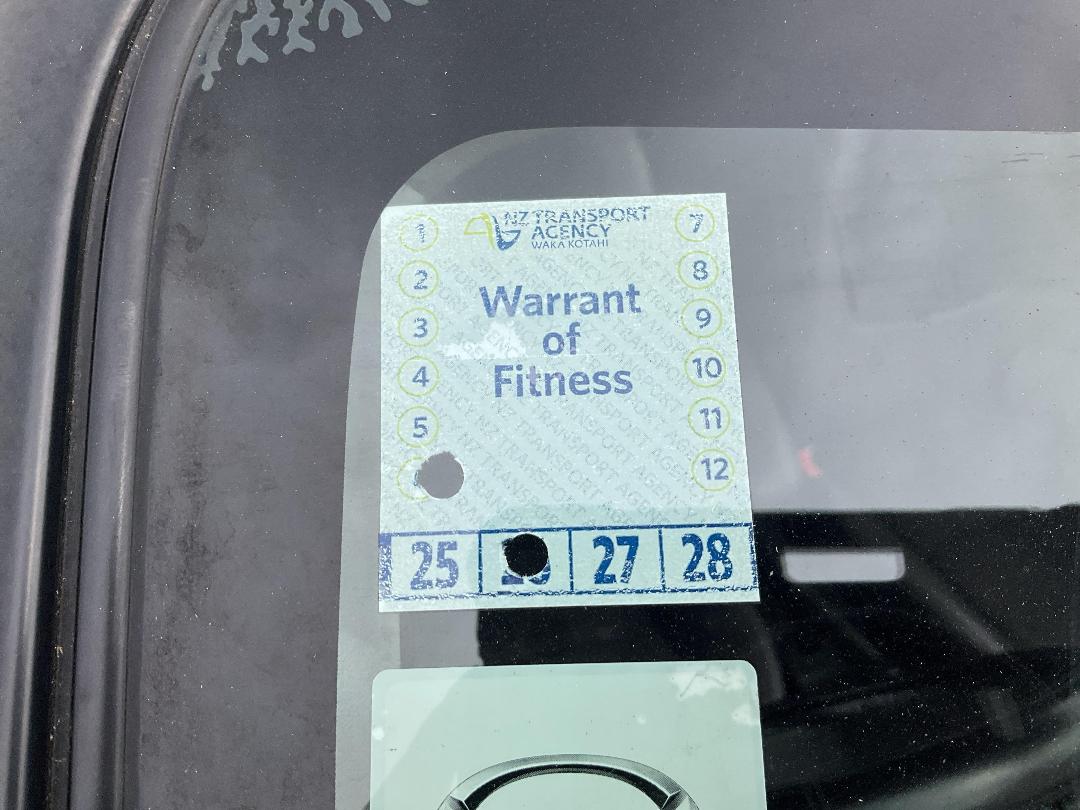 NZ TRANSPORT
AGENCY
WAKA KOTAHI
Warrant
of
Fitness
1
2
3
4
5
7
8
9
10
11
12
25
27
28